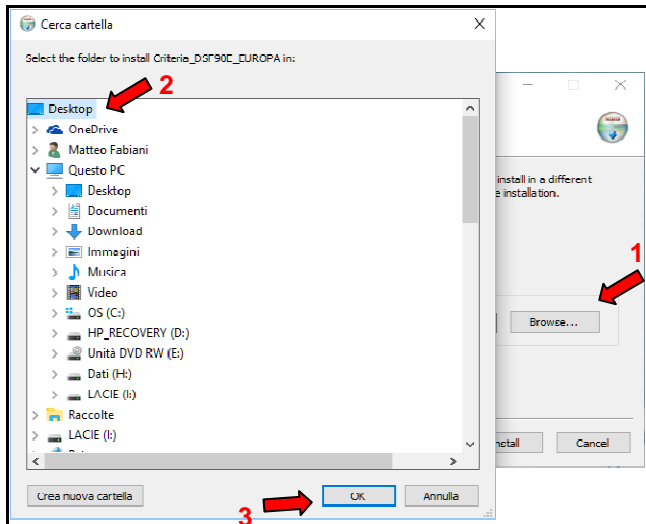 Cerca cartella
Select the folder to install Criteria_DSF90E_EUROPA in:
2
Desktop
OneDrive
Matteo Fabiani
Questo PC
Desktop
Documenti
Download
Immagini
Musica
Video
OS (C:)
HP_RECOVERY (D:)
Unità DVD RW (E:)
Dati (H:)
LACIE (I:)
Raccolte
LACIE (I:)
Crea nuova cartella
OK
Annulla
3
install in a different
e installation.
1
Browse...
nstall
Cancel